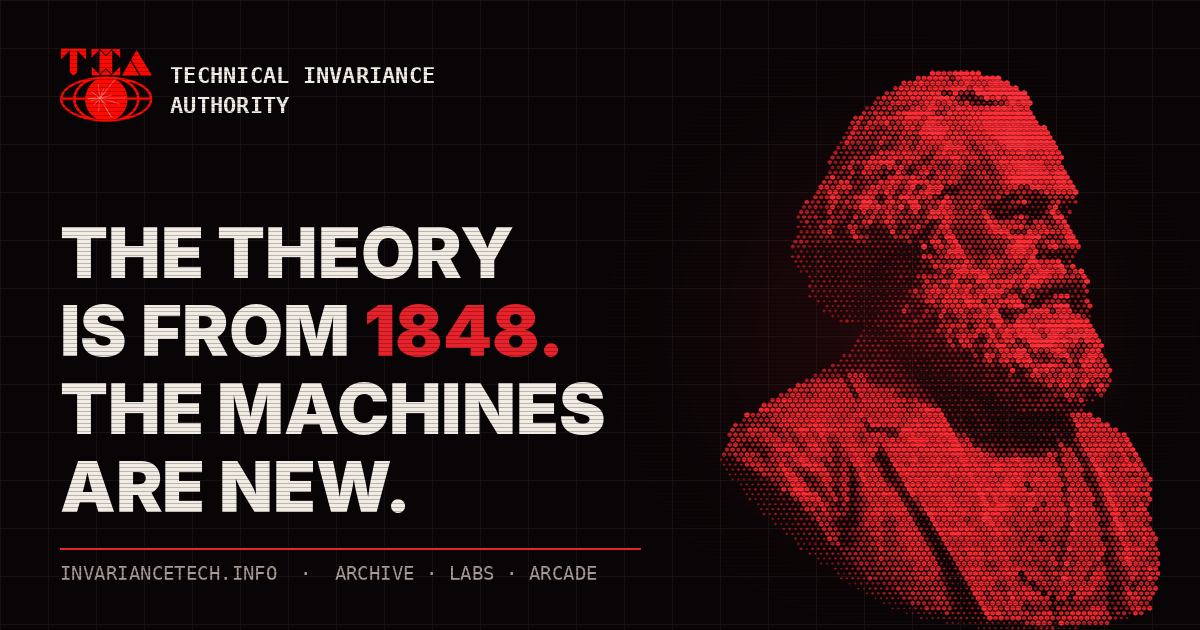 TTA
TECHNICAL INVARIANCE
AUTHORITY
THE THEORY
IS FROM 1848.
THE MACHINES
ARE NEW.
INVARIANCETECH.INFO · ARCHIVE · LABS · ARCADE